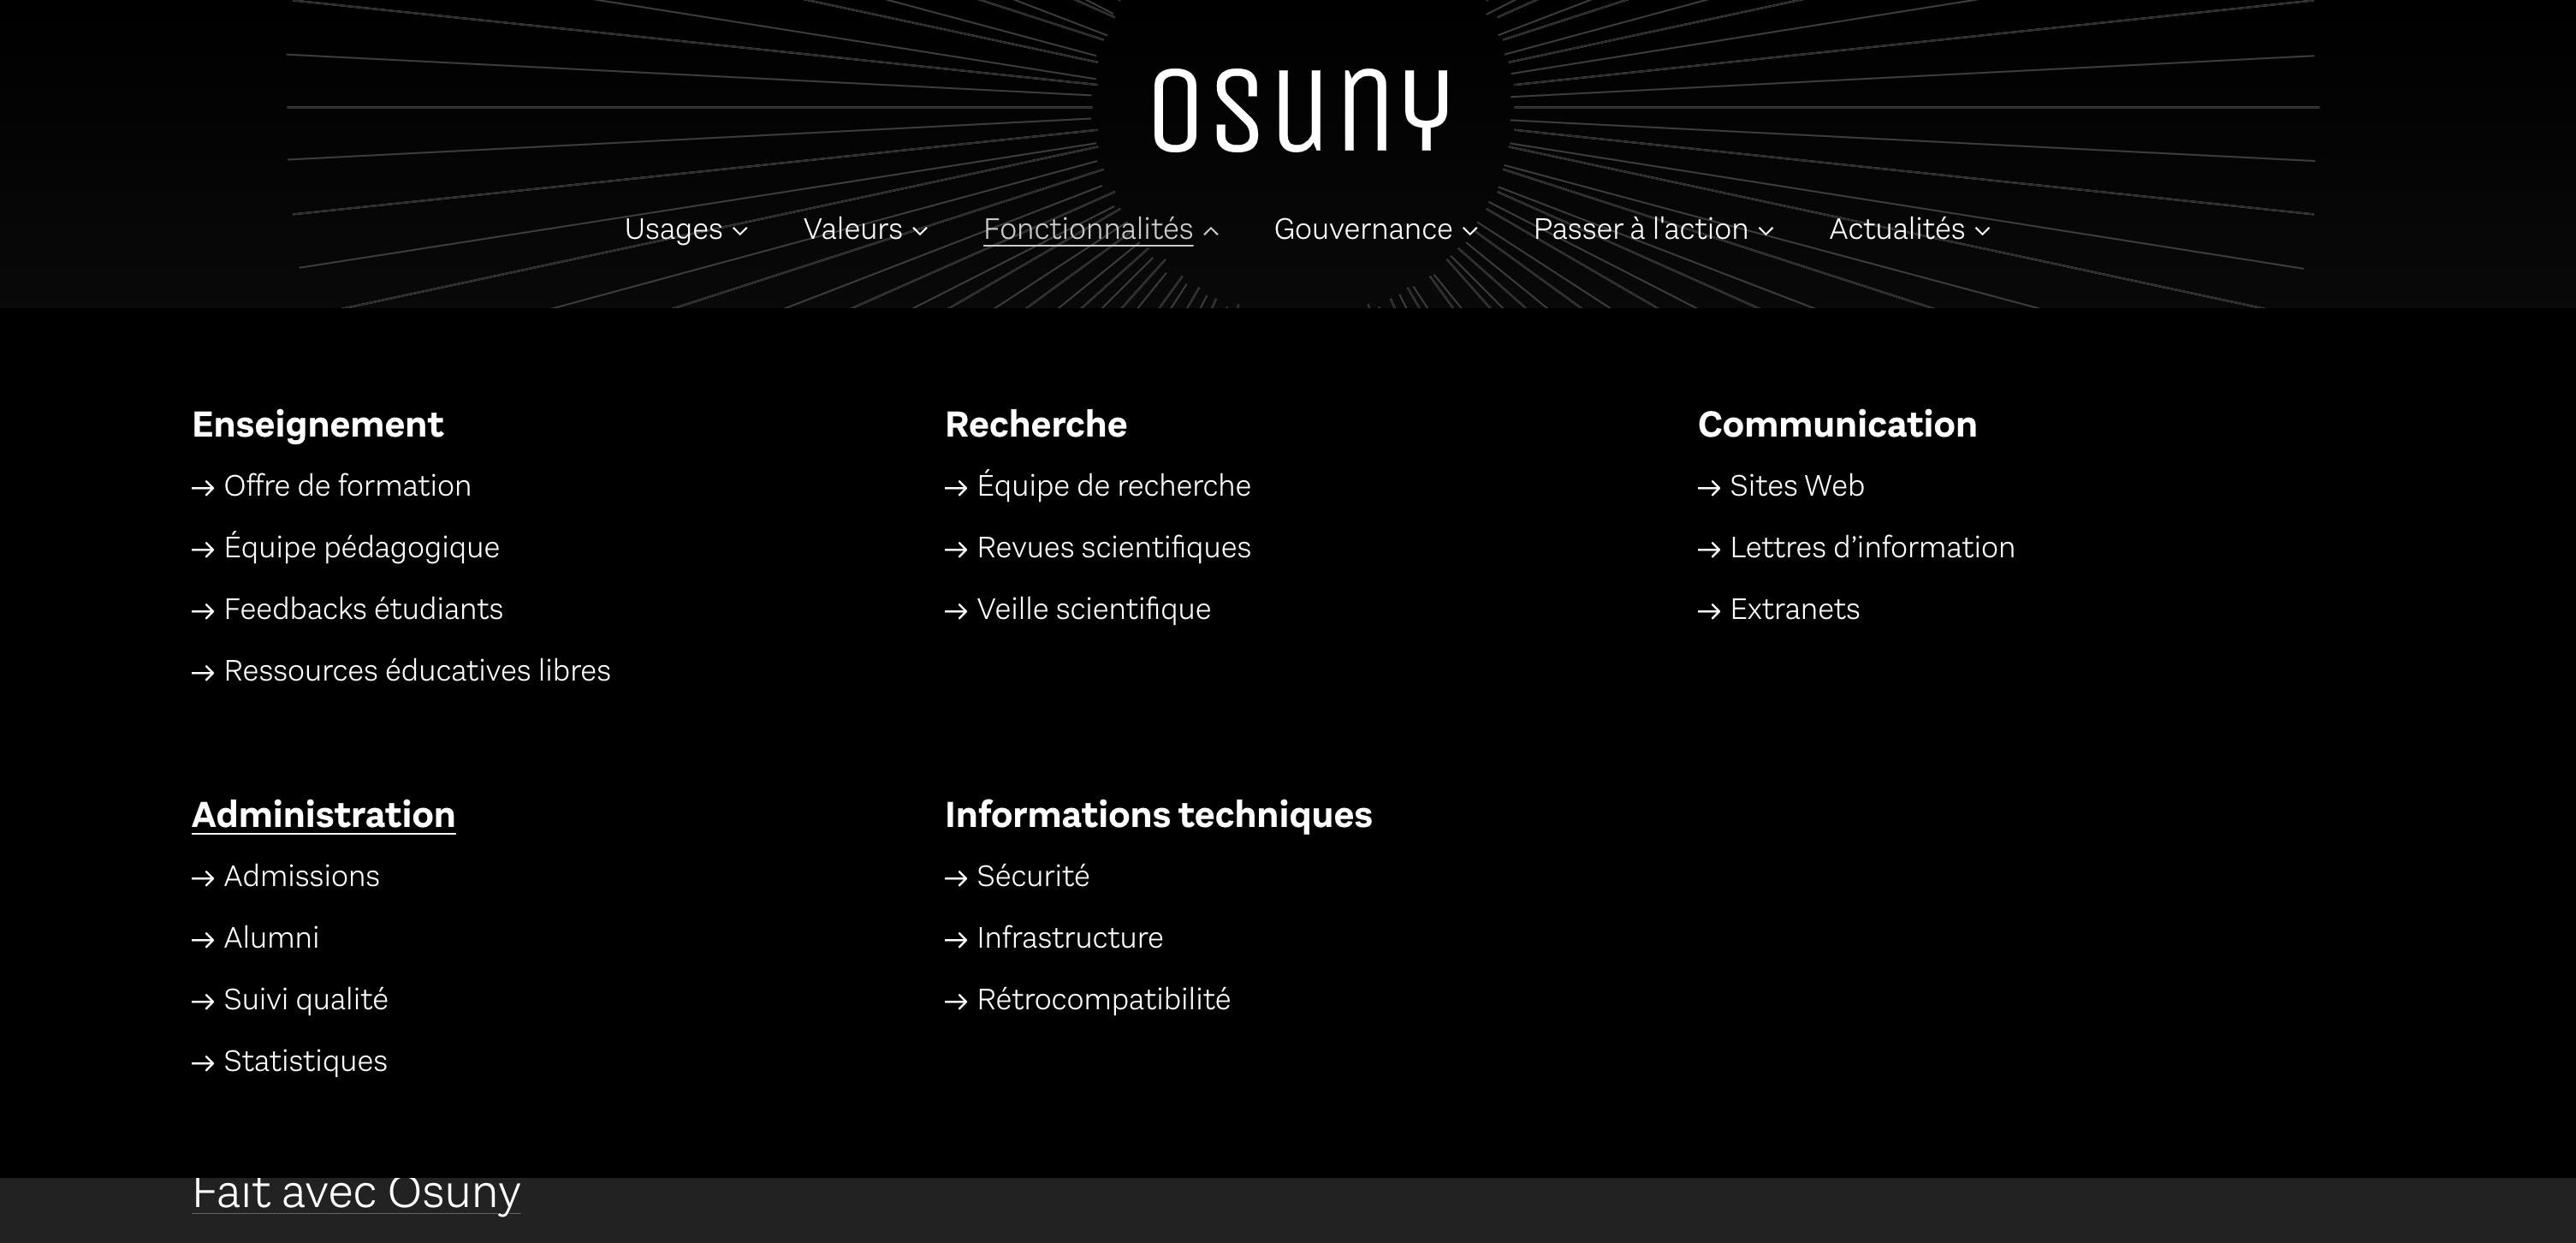 OSUNY
Usages
Valeurs
Fonctionnalités
Gouvernance
Passer à l'action
Actualités
Enseignement
Offre de formation
Équipe pédagogique
Feedbacks étudiants
Ressources éducatives libres
Recherche
Équipe de recherche
Revues scientifiques
Veille scientifique
Communication
Sites Web
Lettres d’information
Extranets
Administration
Admissions
Alumni
Suivi qualité
Statistiques
Informations techniques
Sécurité
Infrastructure
Rétrocompatibilité
Fait avec Osuny